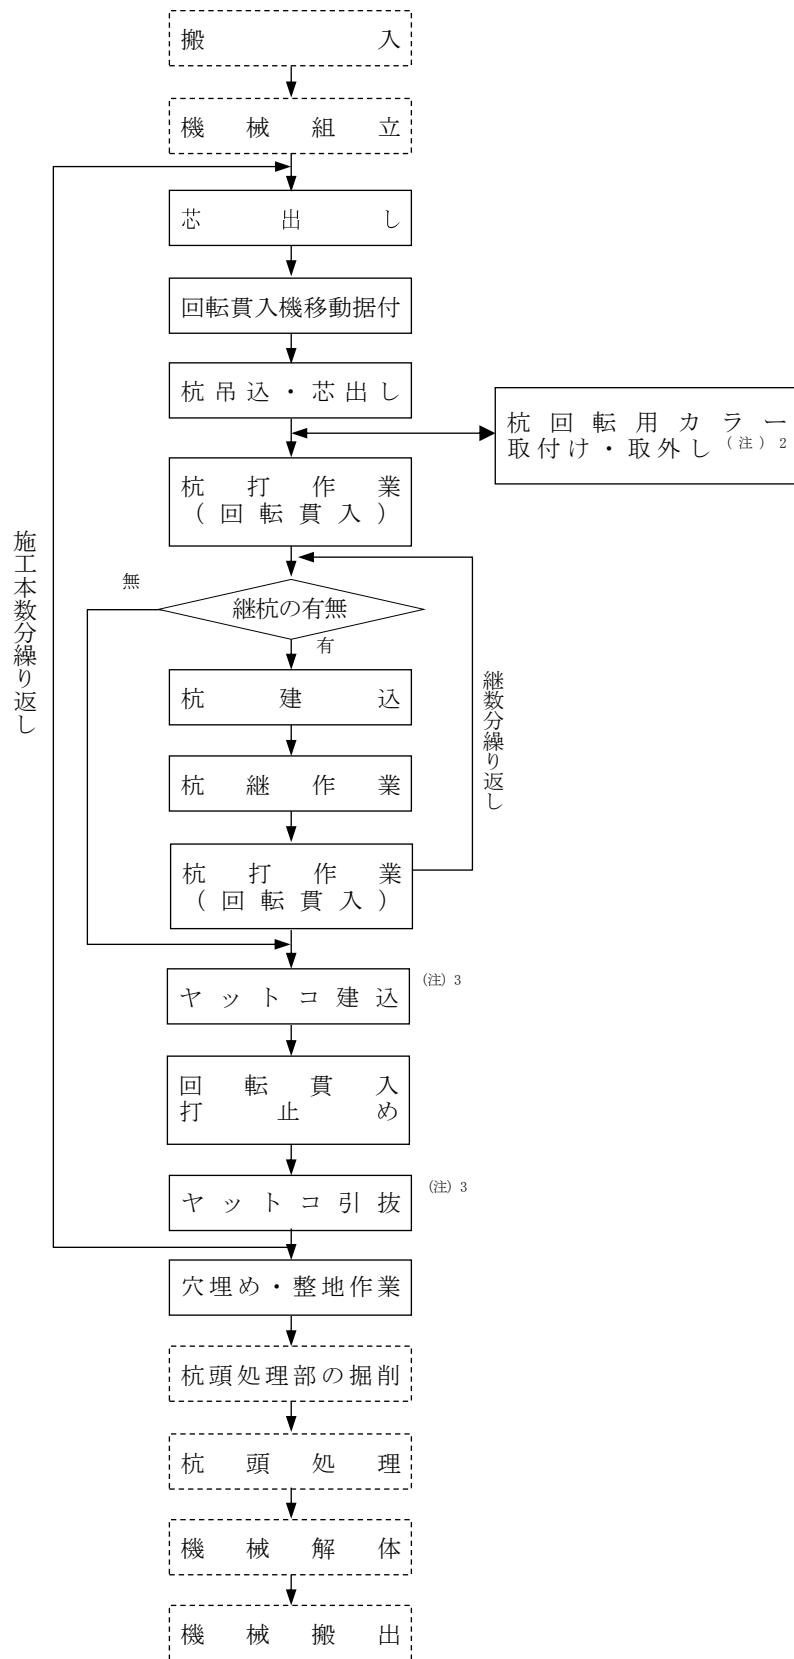 搬入
機械組立
芯出し
回転貫入機移動据付
杭吊込・芯出し
杭回転用カラー
取付け・取外し(注)2
杭打作業
(回転貫入)
継杭の有無
無
有
杭建込
杭継作業
杭打作業
(回転貫入)
継数分繰り返し
施工本数分繰り返し
ヤットコ建込
(注)3
回転貫入
打止め
ヤットコ引抜
(注)3
穴埋め・整地作業
杭頭処理部の掘削
杭頭処理
機械解体
機械搬出